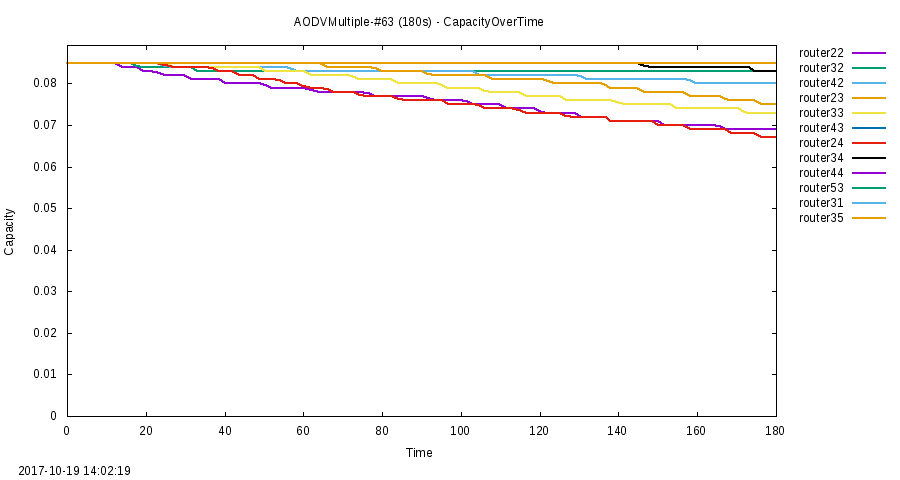 AODVMultiple-#63 (180s) - CapacityOverTime
router22
router32
router42
router23
router33
router43
router24
router34
router44
router53
router31
router35
0.08
0.07
0.06
0.05
0.04
0.03
0.02
0.01
0
Capacity
0 20 40 60 80 100 120 140 160 180
Time
2017-10-19 14:02:19